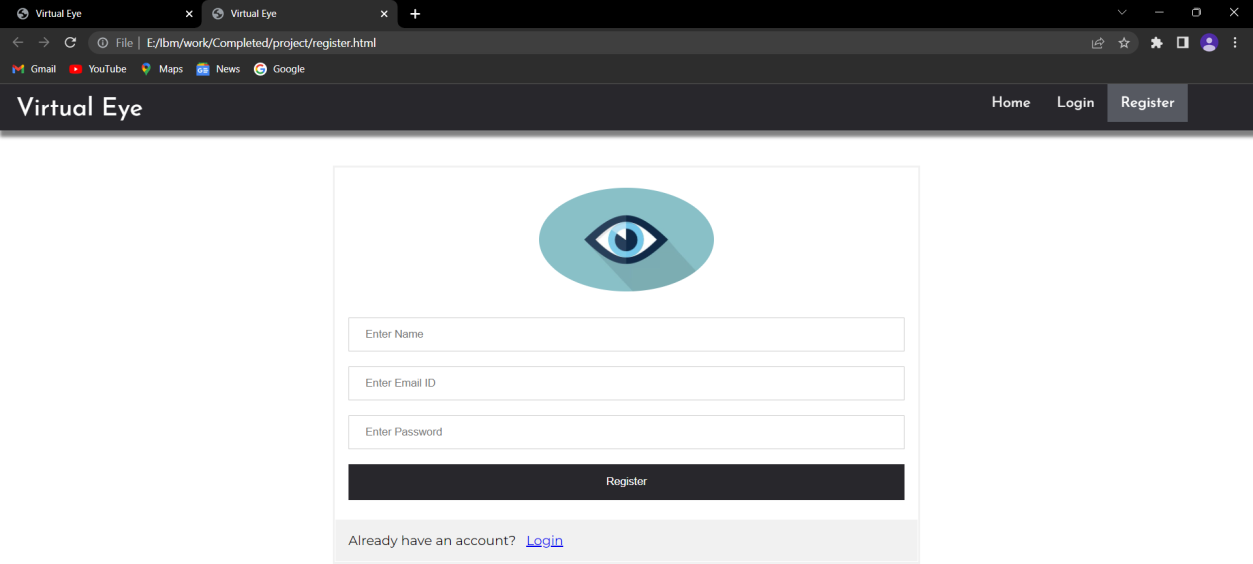 Virtual Eye
Virtual Eye
File | E:/Ibm/work/Completed/project/register.html
Gmail YouTube Maps News Google
Virtual Eye Home Login Register
Enter Name
Enter Email ID
Enter Password
Register
Already have an account? Login